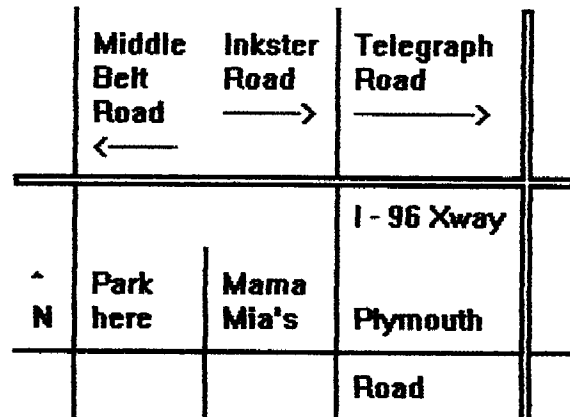 Middle
Belt
Road
Inkster
Road
Telegraph
Road
I - 96 Xway
N
Park
here
Mama
Mia's
Plymouth
Road